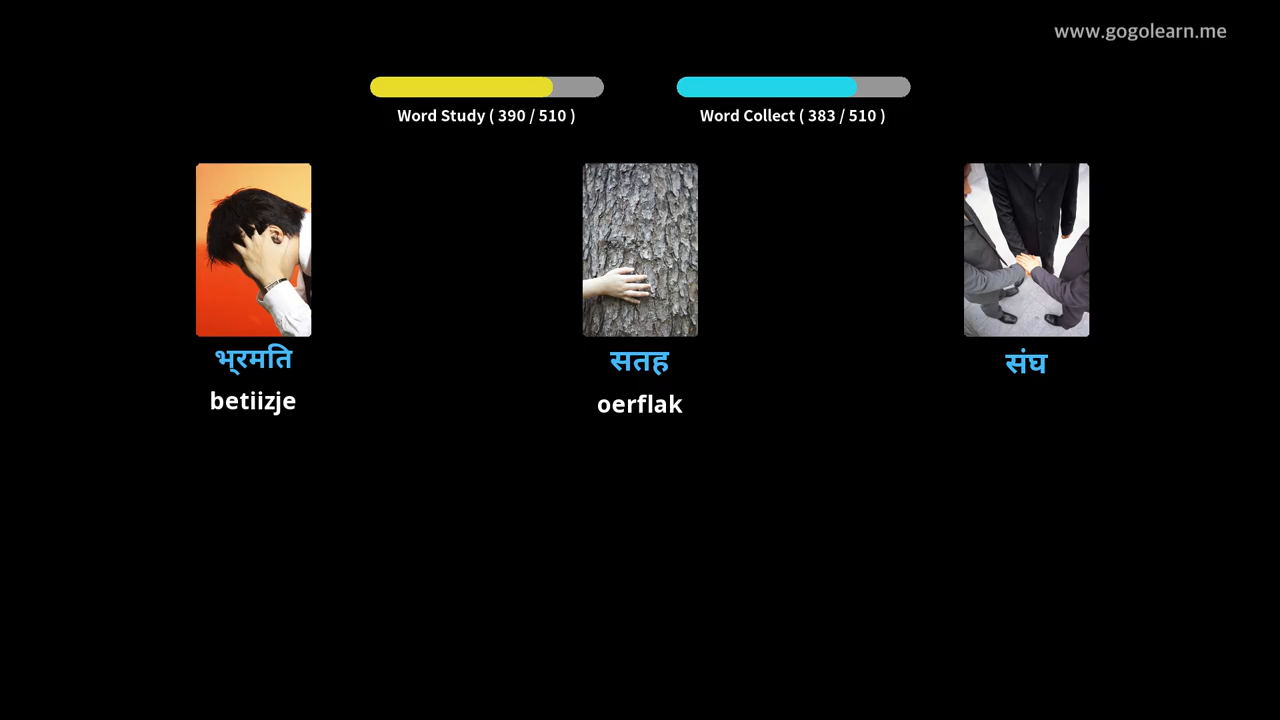 www.gogolearn.me
Word Study ( 390 / 510 )
Word Collect ( 383 / 510 )
भ्रमति
betiizje
सतह
oerflak
संघ